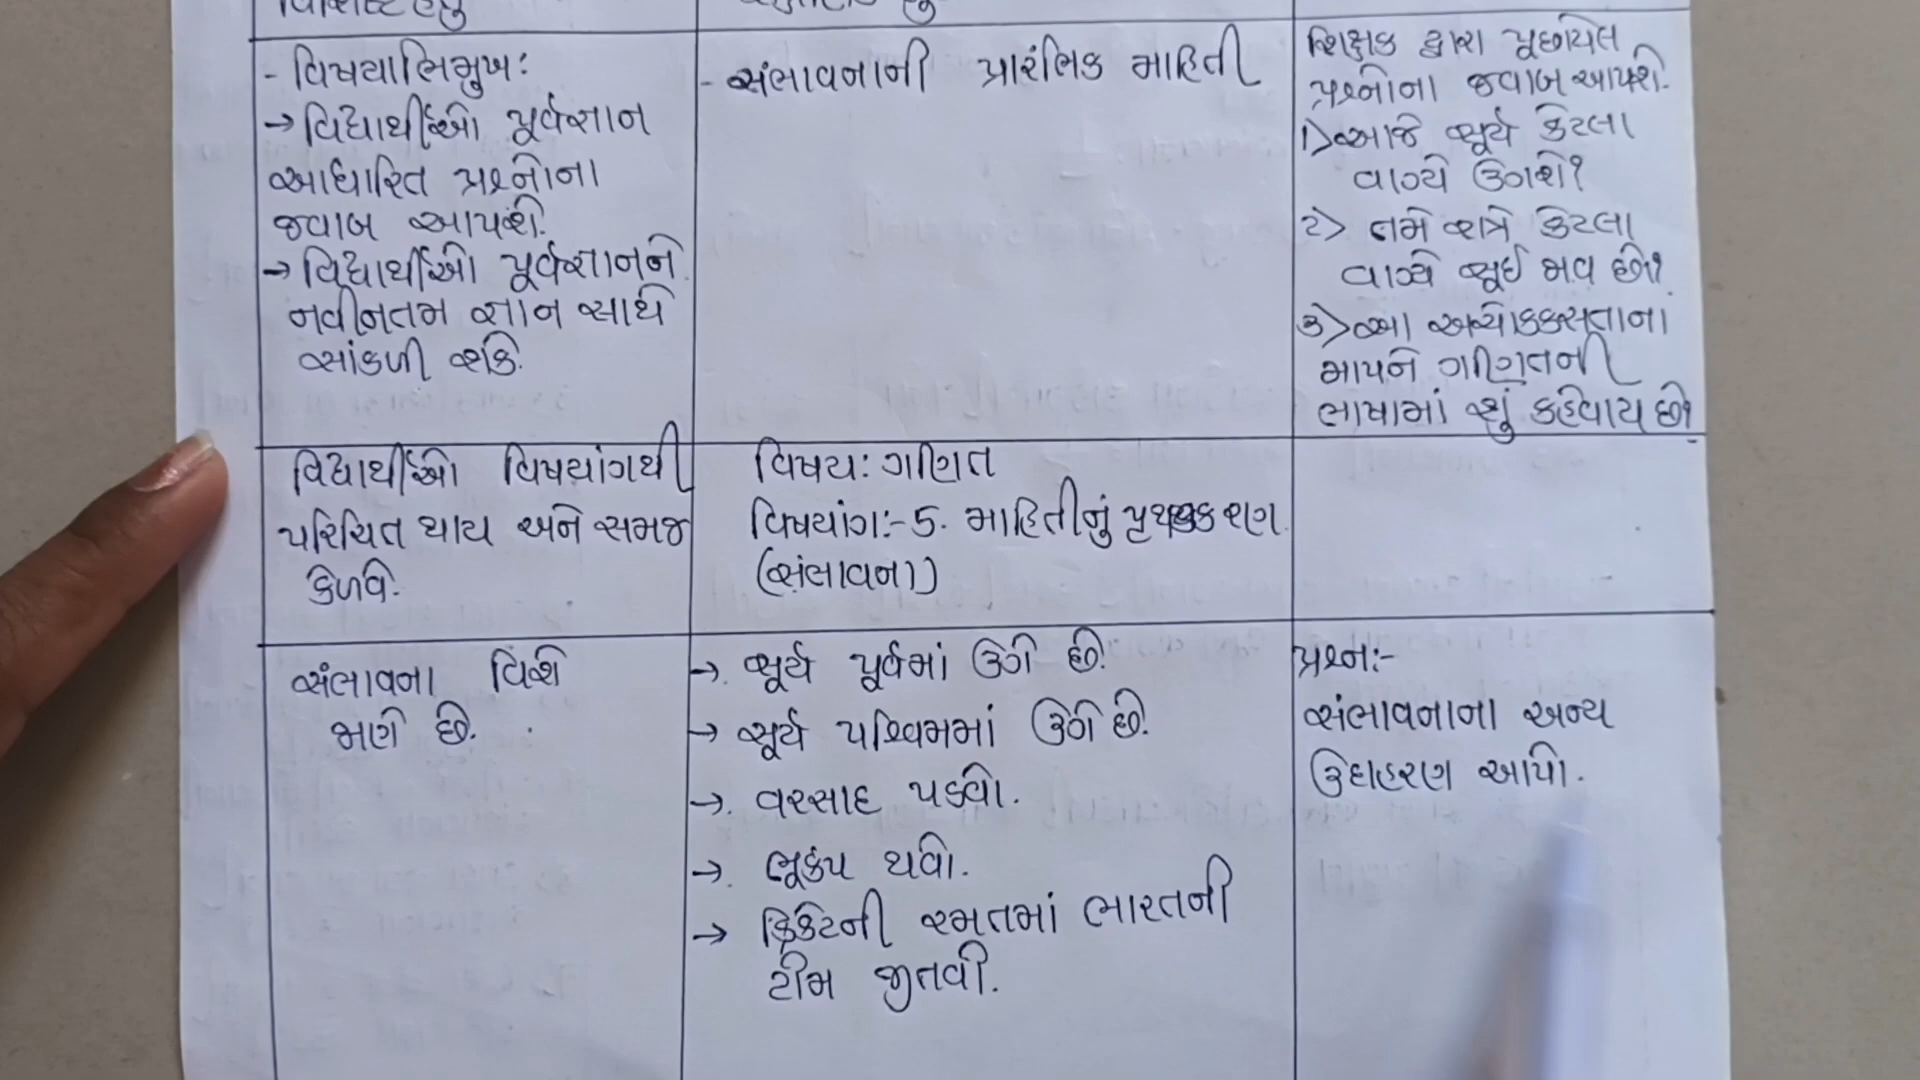 - વિષયાભિમુખ:
→ વિદ્યાર્થીઓ પૂર્વજ્ઞાન
આધારિત પ્રશ્નોના
જવાબ આપશે.
→ વિદ્યાર્થીઓ પૂર્વજ્ઞાનને
નવીનતમ જ્ઞાન સાથે
સાંકળી શકે.
- સંભાવનાની પ્રારંભિક માહિતી
શિક્ષક દ્વારા પૂછાયેલ
પ્રશ્નોના જવાબ આપશે.
1> આજે સૂર્ય કેટલા
વાગ્યે ઉગશે?
2> તમે રાત્રે કેટલા
વાગ્યે સૂઈ જાવ છો?
3> આ અચોક્કસતાના
માપને ગણિતની
ભાષામાં શું કહેવાય છે?
વિદ્યાર્થીઓ વિષયાંગથી
પરિચિત થાય અને સમજ
કેળવે.
વિષય: ગણિત
વિષયાંગ:- 5. માહિતીનું પૃથક્કરણ
(સંભાવના)
સંભાવના વિશે
જાણે છે.
→ સૂર્ય પૂર્વમાં ઉગે છે.
→ સૂર્ય પશ્ચિમમાં ઉગે છે.
→ વરસાદ પડવો.
→ ભૂકંપ થવો.
→ ક્રિકેટની રમતમાં ભારતની
ટીમ જીતવી.
પ્રશ્ન:-
સંભાવનાના અન્ય
ઉદાહરણ આપો.